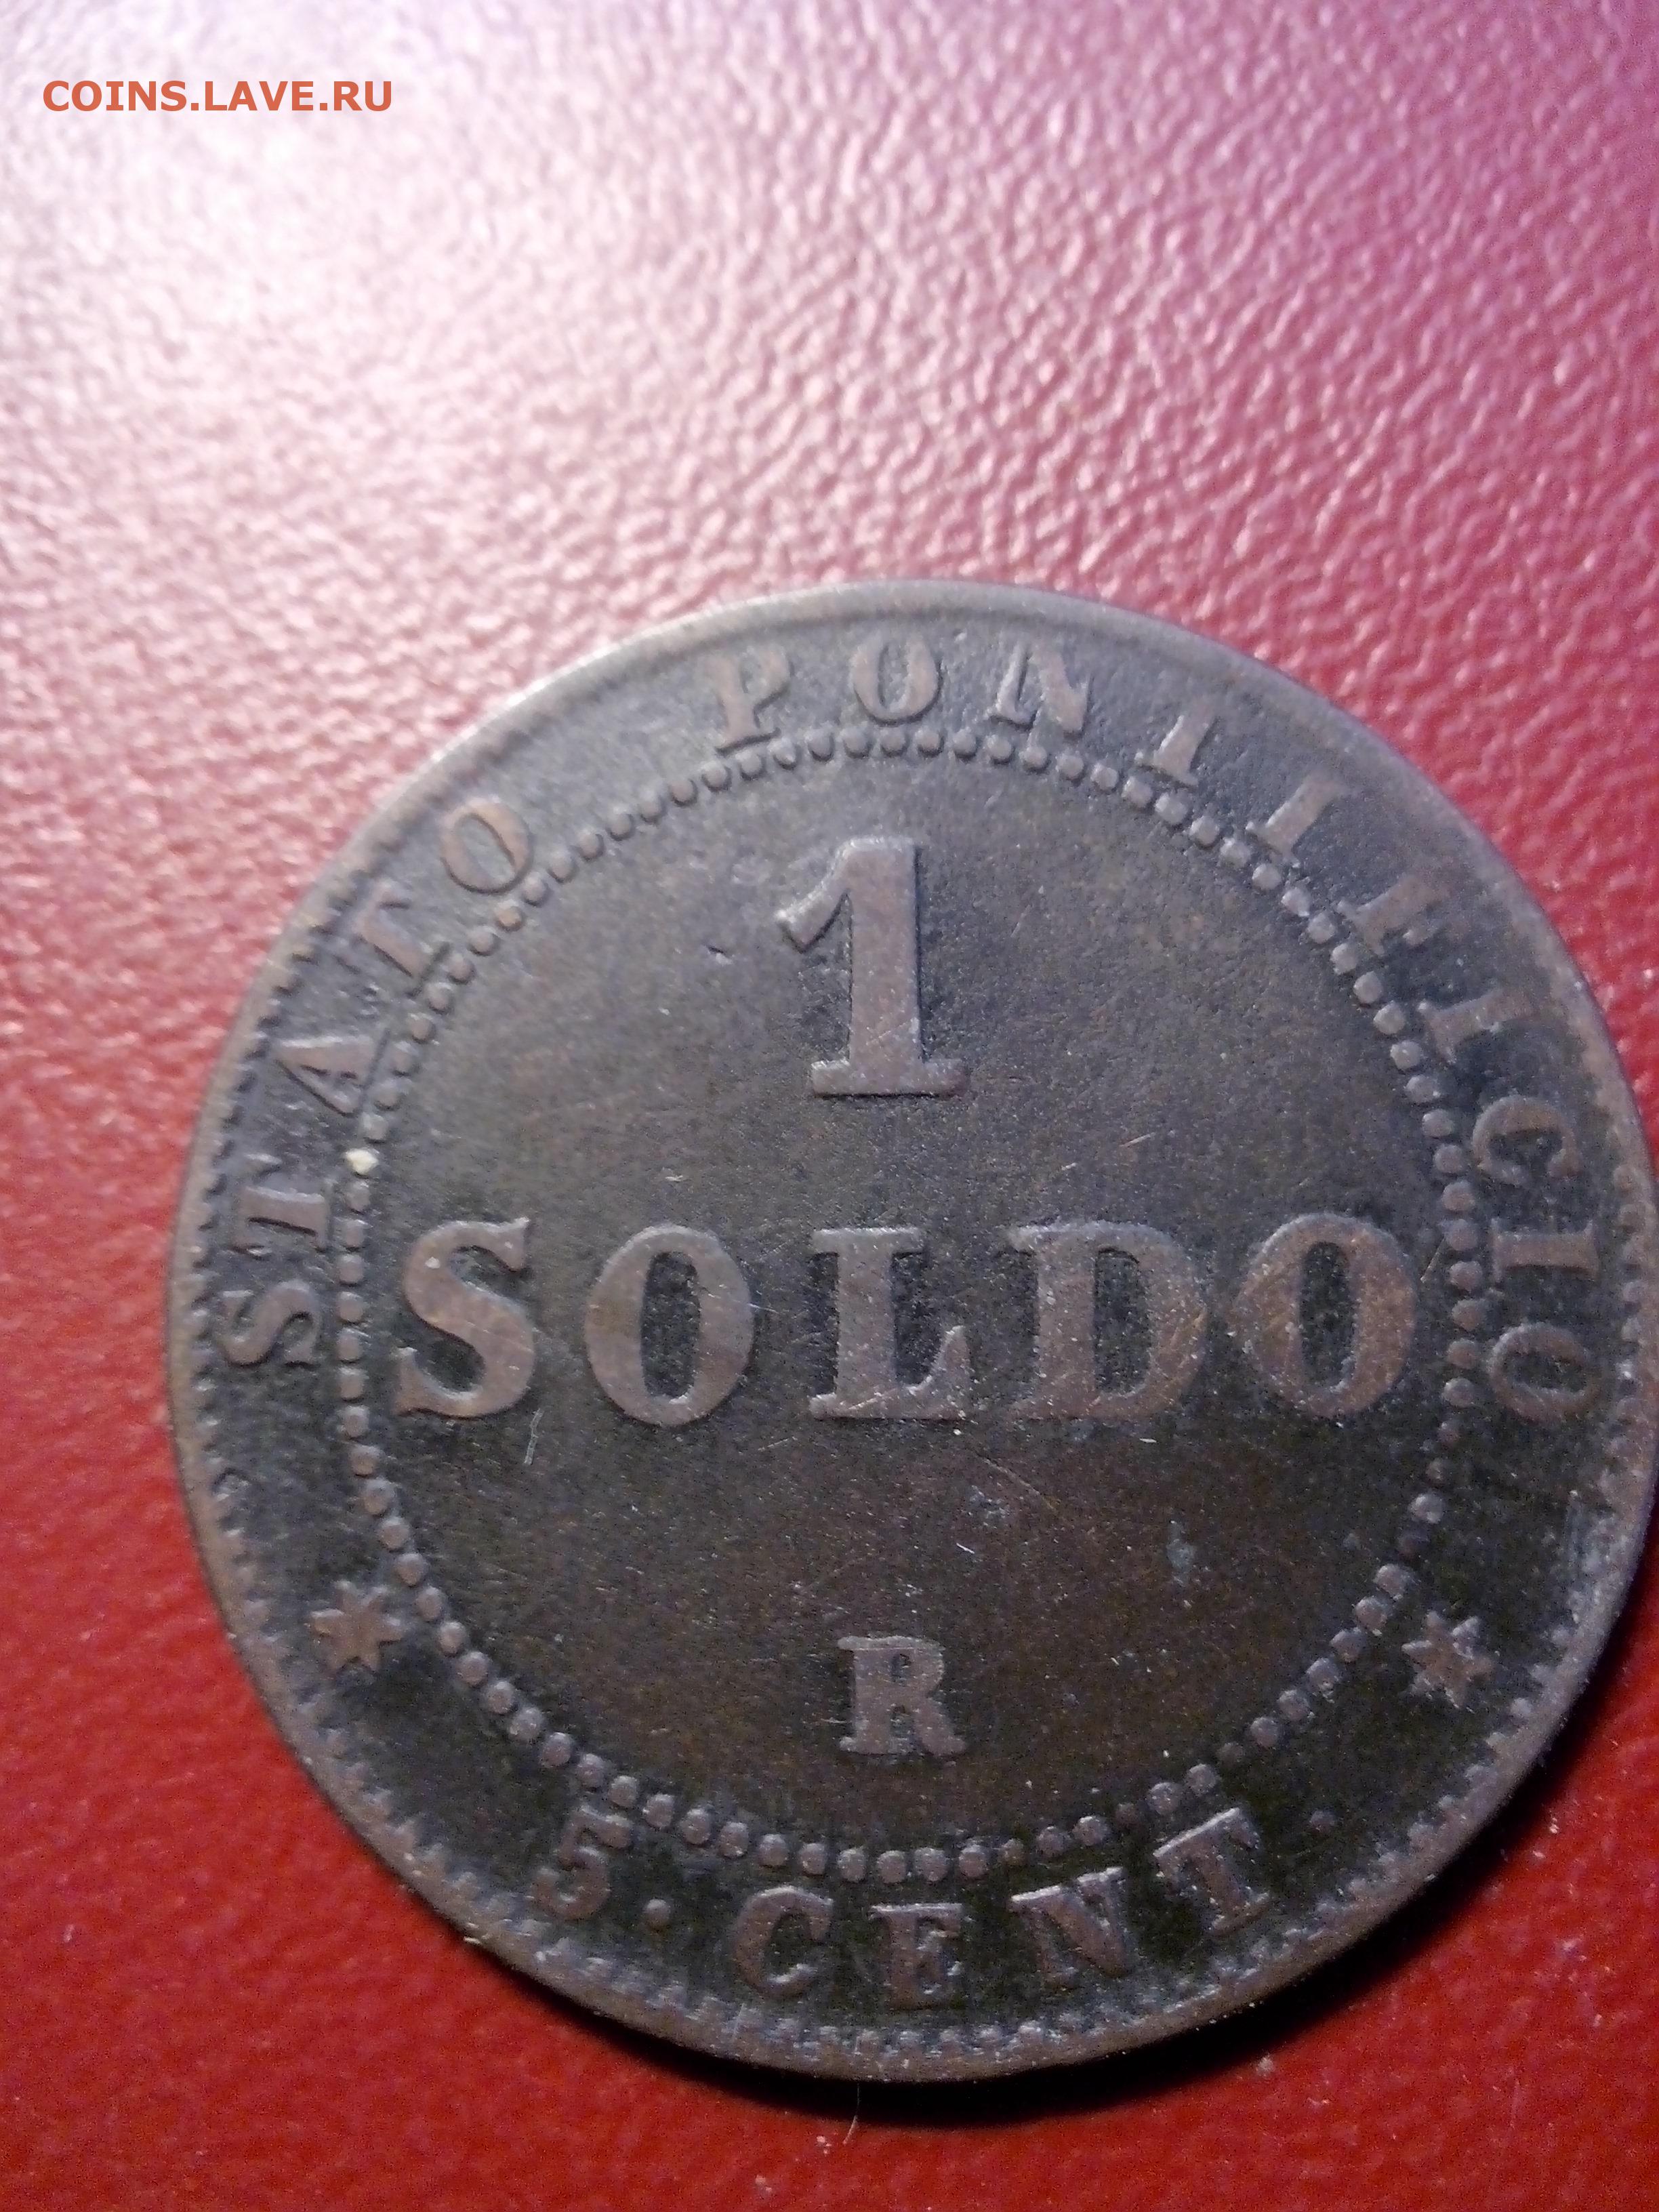 COINS.LAVE.RU
STATO PONTIFICIO
1
SOLDO
R
5·CENT·